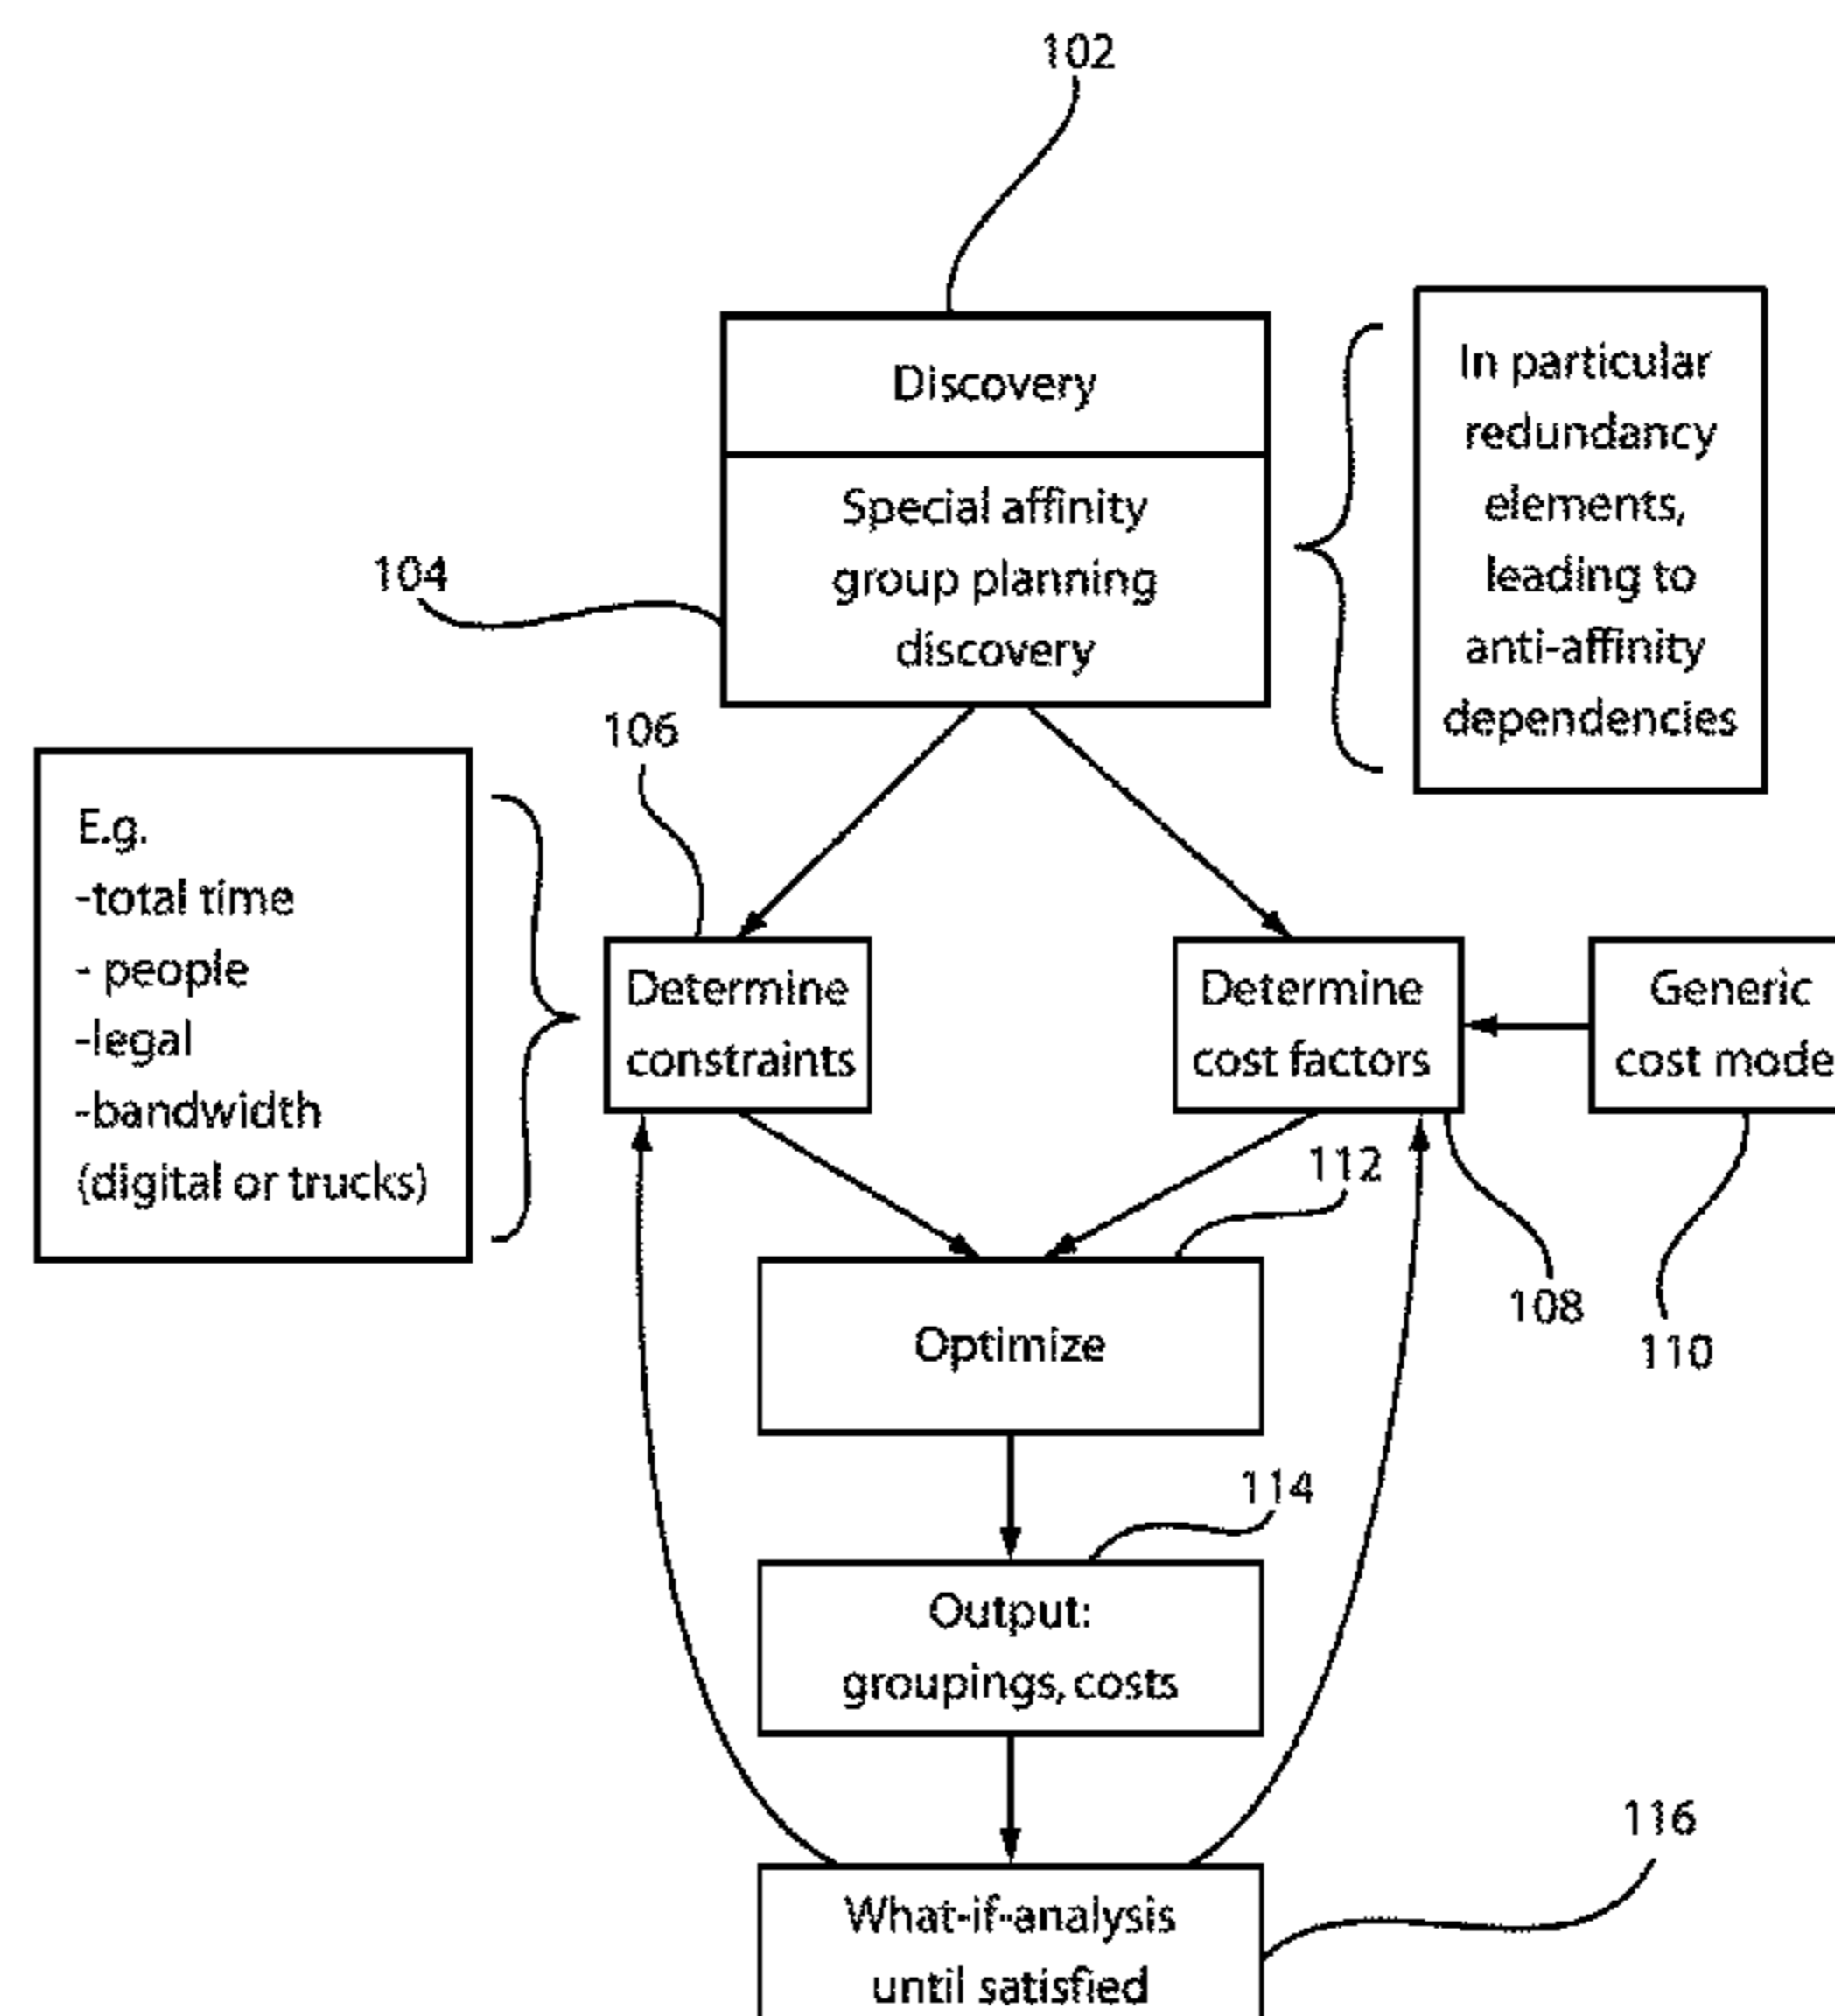 102
Discovery
Special affinity
group planning
discovery
104
In particular
redundancy
elements,
leading to
anti-affinity
dependencies
106
E.g.
-total time
- people
-legal
-bandwidth
(digital or trucks)
Determine
constraints
Determine
cost factors
Generic
cost mode
112
108
110
Optimize
114
Output:
groupings, costs
116
What-if-analysis
until satisfied